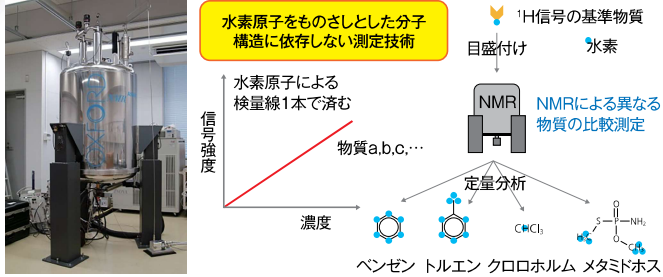 OXFORD
水素原子をものさしとした分子
構造に依存しない測定技術
水素原子による
検量線1本で済む
物質a,b,c,…
信号強度
濃度
¹H信号の基準物質
目盛付け
水素
NMR
NMRによる異なる
物質の比較測定
定量分析
CHCl₃
H₃C
S
P
O
NH₂
O
CH₃
ベンゼン
トルエン
クロロホルム
メタミドホス